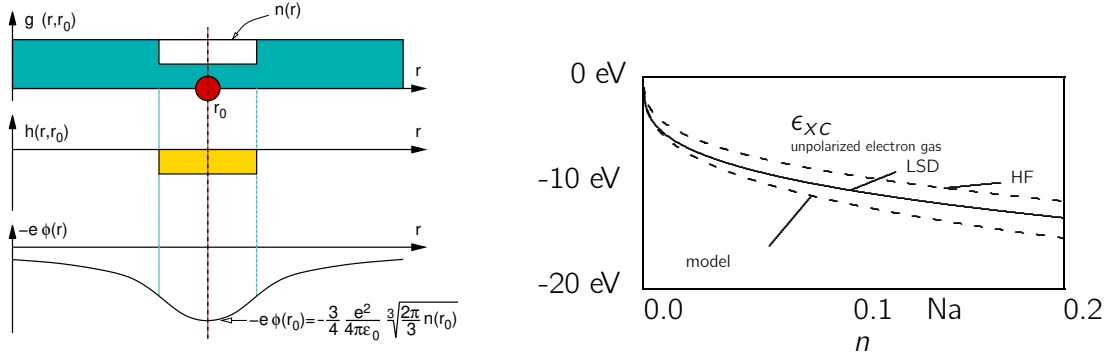 g (r,r₀)
n(r)
r
r₀
h(r,r₀)
r
−e ϕ(r)
r
−e ϕ(r₀)=-3/4 e²/4πε₀ ∛(2π/3 n(r₀))
0 eV
ϵ_XC
unpolarized electron gas
LSD
HF
-10 eV
model
-20 eV
0.0 0.1 Na 0.2
n